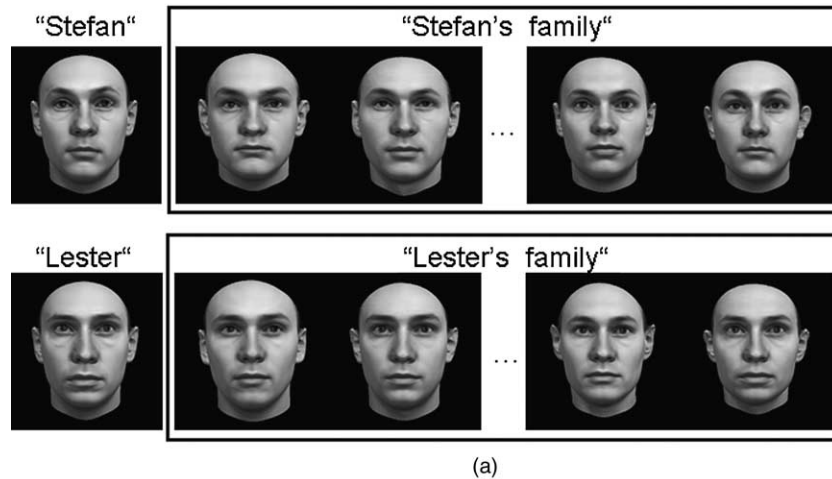 “Stefan“
“Stefan’s family“
...
“Lester“
“Lester’s family“
...
(a)